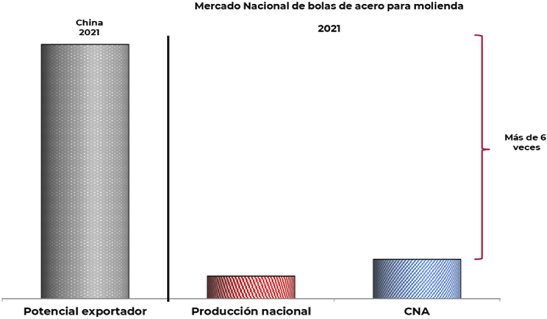 Mercado Nacional de bolas de acero para molienda
China
2021
2021
Más de 6
veces
Potencial exportador
Producción nacional
CNA